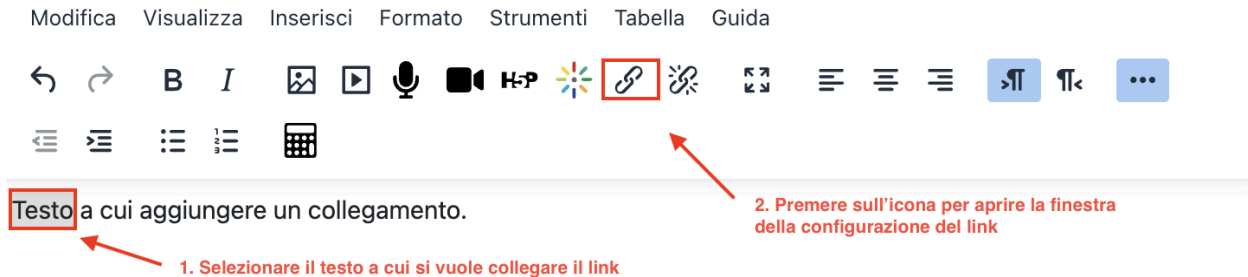 Modifica Visualizza Inserisci Formato Strumenti Tabella Guida
B I H5P
Testo a cui aggiungere un collegamento.
2. Premere sull'icona per aprire la finestra
della configurazione del link
1. Selezionare il testo a cui si vuole collegare il link